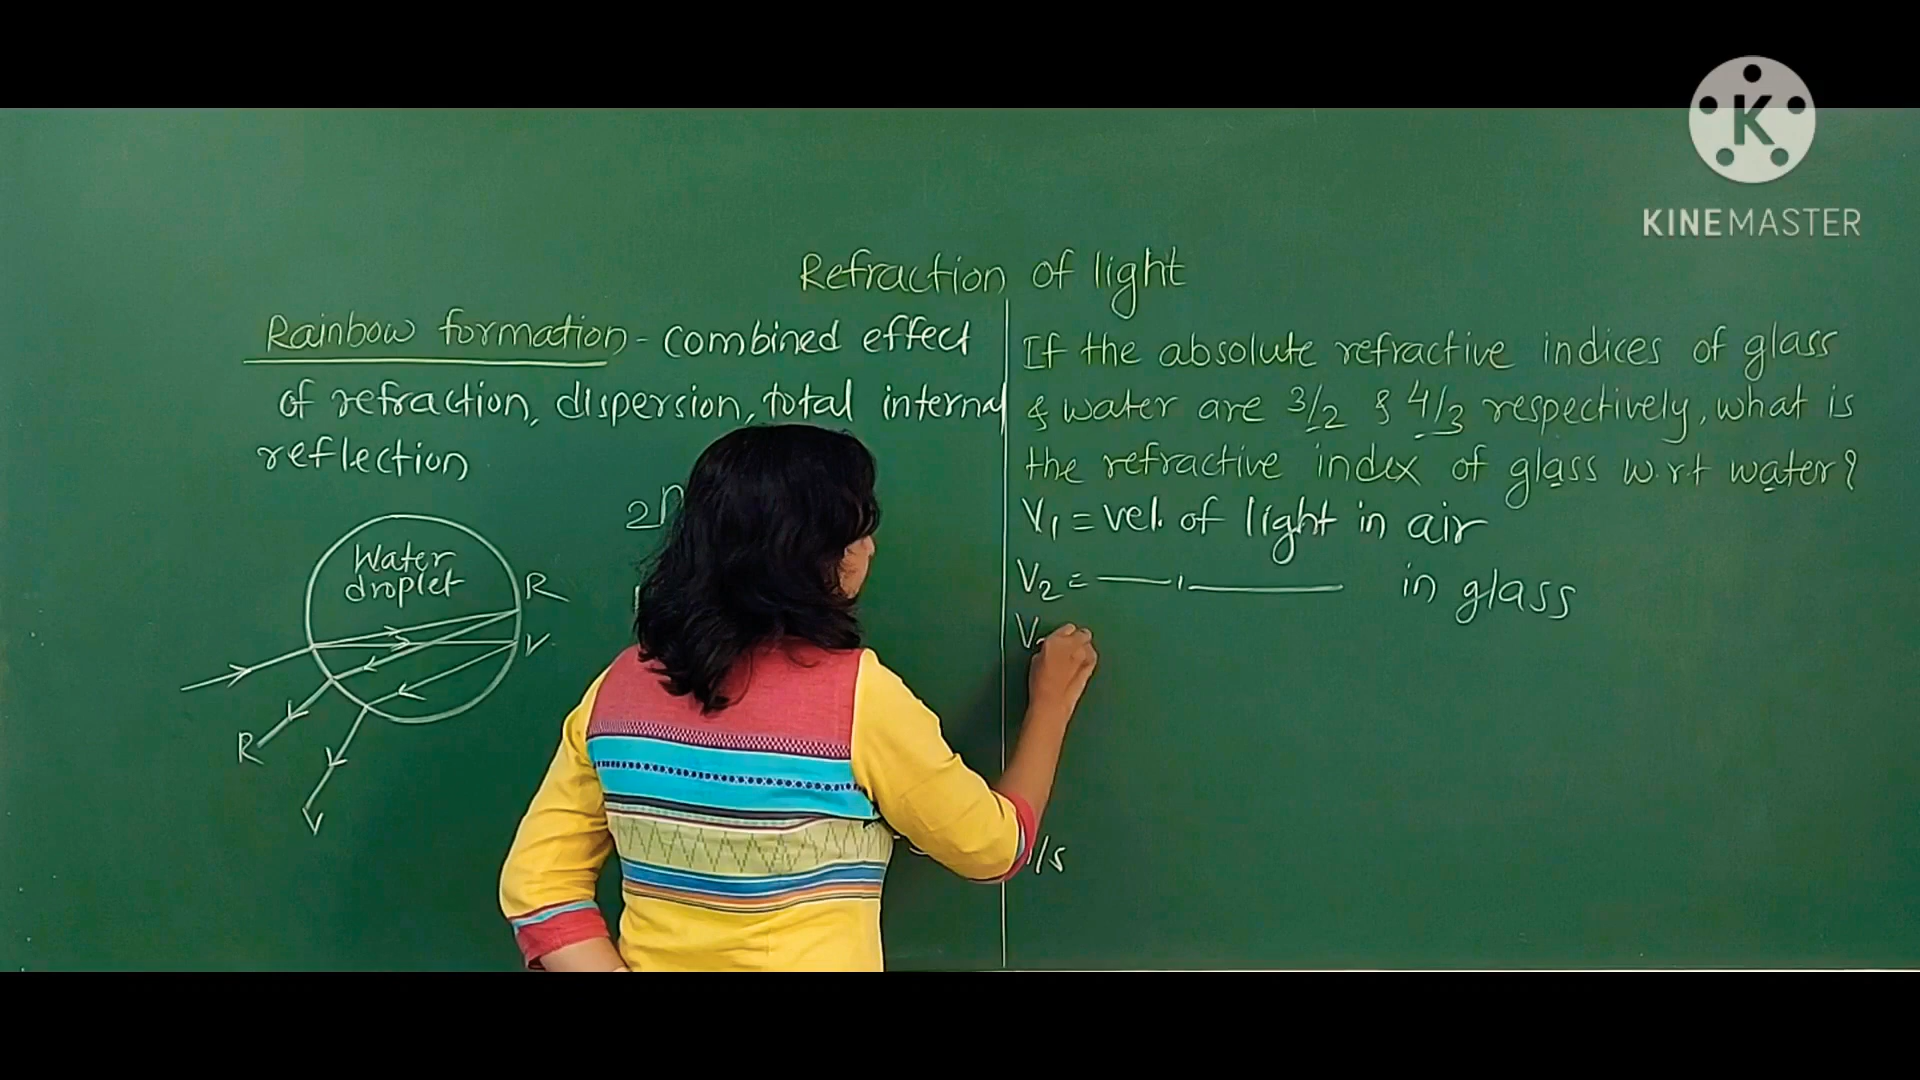 KINEMASTER
Refraction of light
Rainbow formation - combined effect
of refraction, dispersion, total internal
reflection
Water
droplet
R
V
R
V
2n
If the absolute refractive indices of glass
& water are 3/2 & 4/3 respectively, what is
the refractive index of glass w.r.t water?
V1 = vel. of light in air
V2 = —〃— in glass
V
/s